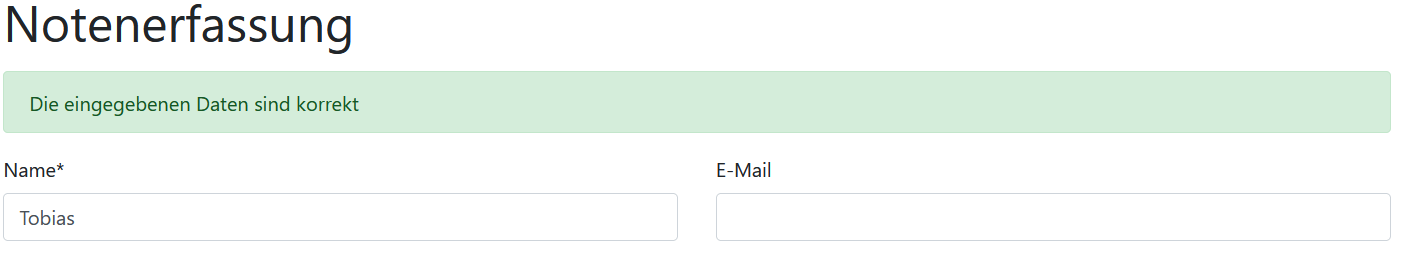 Notenerfassung
Die eingegebenen Daten sind korrekt
Name*
E-Mail
Tobias